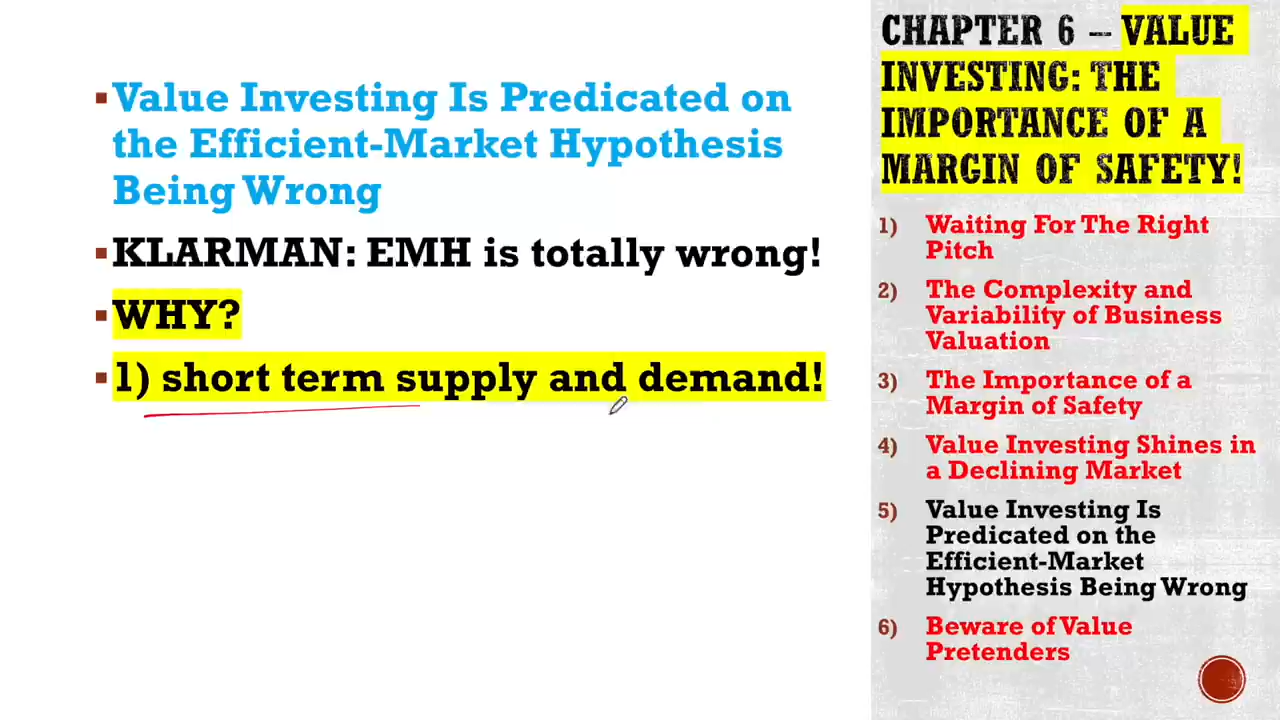 ▪Value Investing Is Predicated on
the Efficient-Market Hypothesis
Being Wrong
▪KLARMAN: EMH is totally wrong!
▪WHY?
▪1) short term supply and demand!
CHAPTER 6 – VALUE
INVESTING: THE
IMPORTANCE OF A
MARGIN OF SAFETY!
1) Waiting For The Right
Pitch
2) The Complexity and
Variability of Business
Valuation
3) The Importance of a
Margin of Safety
4) Value Investing Shines in
a Declining Market
5) Value Investing Is
Predicated on the
Efficient-Market
Hypothesis Being Wrong
6) Beware of Value
Pretenders